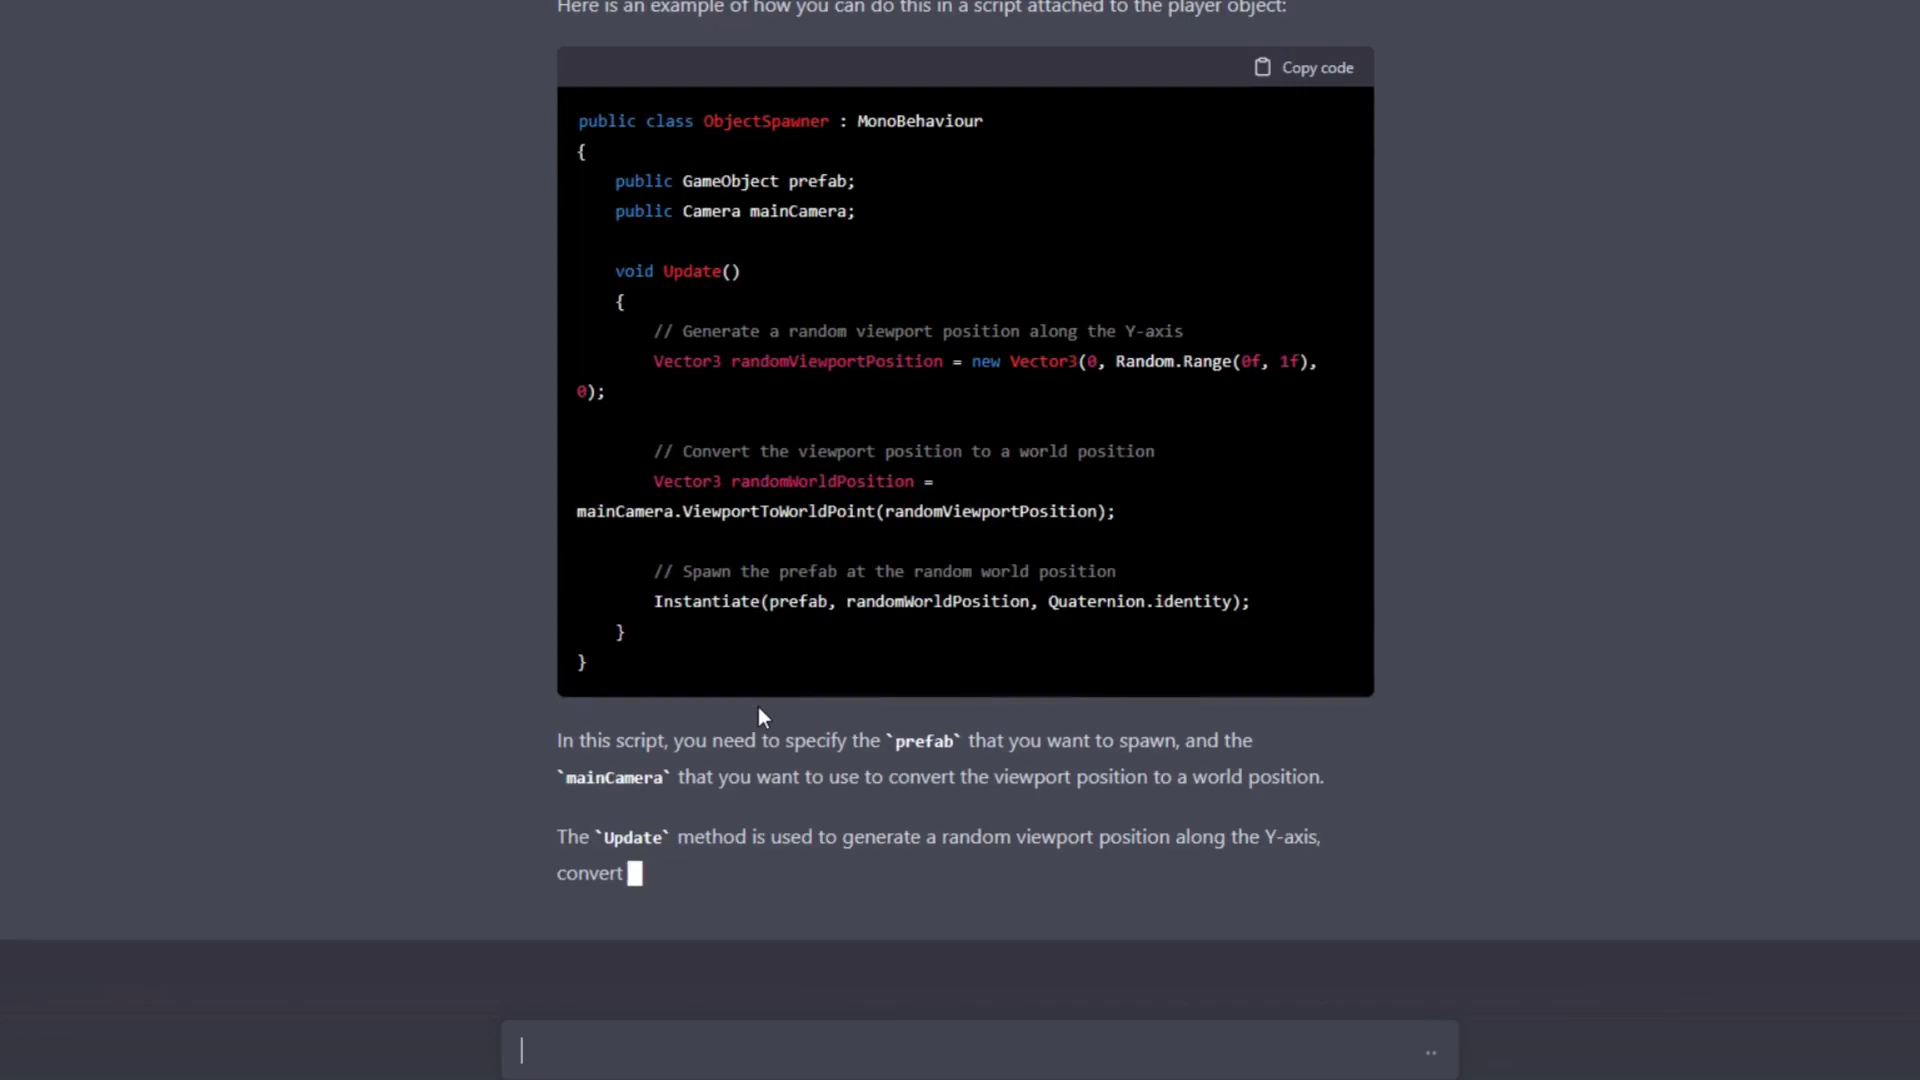 Here is an example of how you can do this in a script attached to the player object:
Copy code
public class ObjectSpawner : MonoBehaviour
{
    public GameObject prefab;
    public Camera mainCamera;
    void Update()
    {
        // Generate a random viewport position along the Y-axis
        Vector3 randomViewportPosition = new Vector3(0, Random.Range(0f, 1f),
0);
        // Convert the viewport position to a world position
        Vector3 randomWorldPosition =
mainCamera.ViewportToWorldPoint(randomViewportPosition);
        // Spawn the prefab at the random world position
        Instantiate(prefab, randomWorldPosition, Quaternion.identity);
    }
}
In this script, you need to specify the `prefab` that you want to spawn, and the
`mainCamera` that you want to use to convert the viewport position to a world position.
The `Update` method is used to generate a random viewport position along the Y-axis,
convert